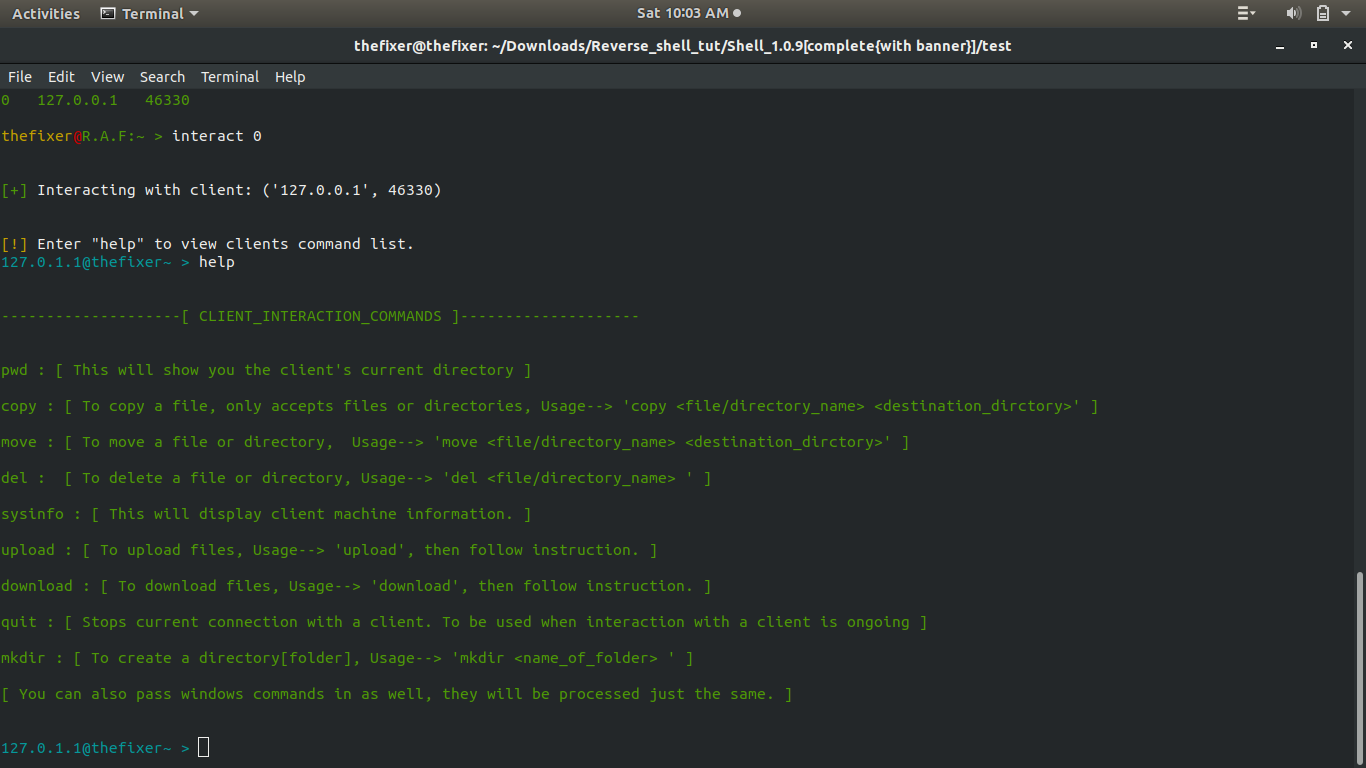 Activities Terminal Sat 10:03 AM
thefixer@thefixer: ~/Downloads/Reverse_shell_tut/Shell_1.0.9[complete{with banner}]/test
File Edit View Search Terminal Help
0   127.0.0.1   46330
thefixer@R.A.F:~ > interact 0
[+] Interacting with client: ('127.0.0.1', 46330)
[!] Enter "help" to view clients command list.
127.0.1.1@thefixer~ > help
--------------------[ CLIENT_INTERACTION_COMMANDS ]--------------------
pwd : [ This will show you the client's current directory ]
copy : [ To copy a file, only accepts files or directories, Usage--> 'copy <file/directory_name> <destination_dirctory>' ]
move : [ To move a file or directory,  Usage--> 'move <file/directory_name> <destination_dirctory>' ]
del :  [ To delete a file or directory, Usage--> 'del <file/directory_name> ' ]
sysinfo : [ This will display client machine information. ]
upload : [ To upload files, Usage--> 'upload', then follow instruction. ]
download : [ To download files, Usage--> 'download', then follow instruction. ]
quit : [ Stops current connection with a client. To be used when interaction with a client is ongoing ]
mkdir : [ To create a directory[folder], Usage--> 'mkdir <name_of_folder> ' ]
[ You can also pass windows commands in as well, they will be processed just the same. ]
127.0.1.1@thefixer~ >